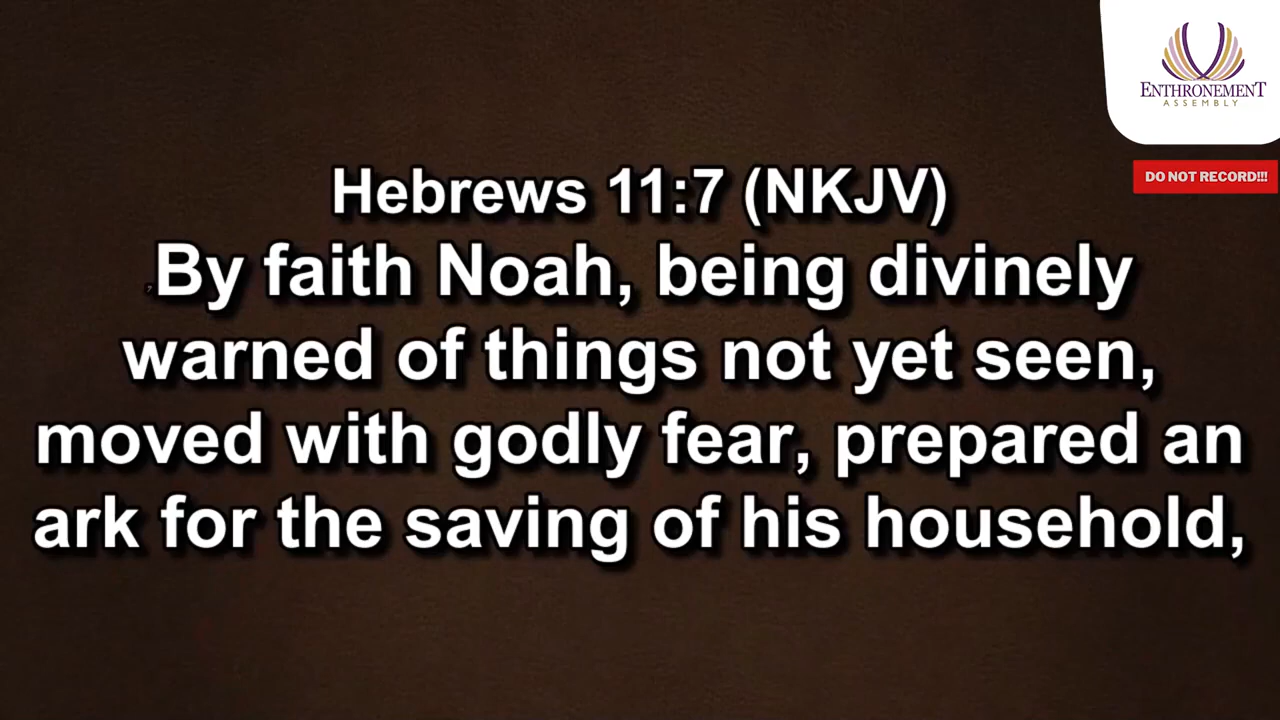 ENTHRONEMENT
ASSEMBLY
DO NOT RECORD!!!
Hebrews 11:7 (NKJV)
By faith Noah, being divinely
warned of things not yet seen,
moved with godly fear, prepared an
ark for the saving of his household,